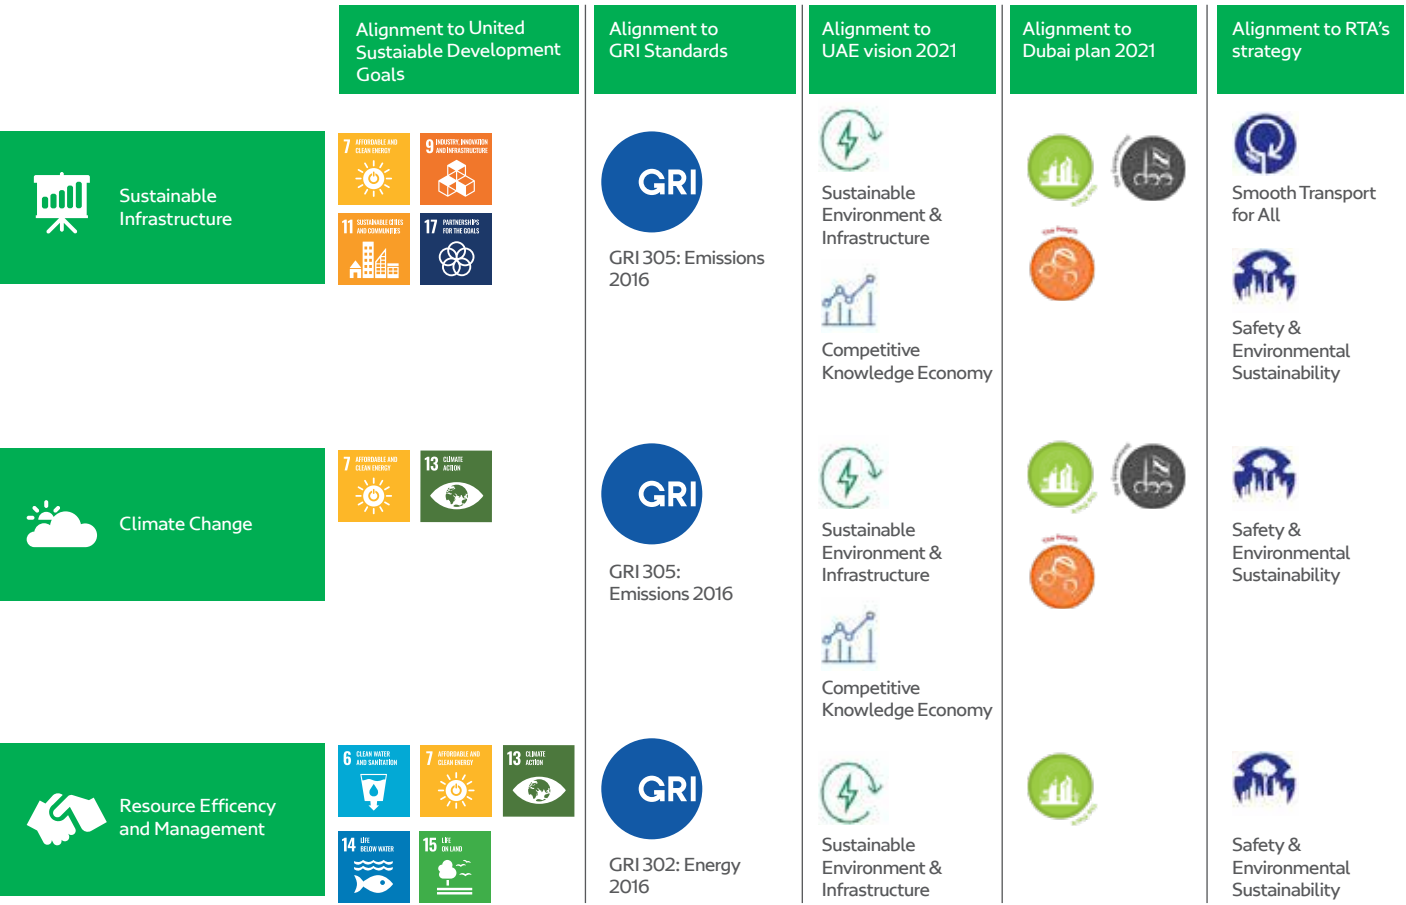 Alignment to United
Sustaiable Development
Goals
Alignment to
GRI Standards
Alignment to
UAE vision 2021
Alignment to
Dubai plan 2021
Alignment to RTA's
strategy
Sustainable
Infrastructure
7 AFFORDABLE AND
CLEAN ENERGY
9 INDUSTRY, INNOVATION
AND INFRASTRUCTURE
11 SUSTAINABLE CITIES
AND COMMUNITIES
17 PARTNERSHIPS
FOR THE GOALS
GRI
GRI 305: Emissions
2016
Sustainable
Environment &
Infrastructure
Competitive
Knowledge Economy
The People
Smooth Transport
for All
Safety &
Environmental
Sustainability
Climate Change
7 AFFORDABLE AND
CLEAN ENERGY
13 CLIMATE
ACTION
GRI
GRI 305:
Emissions 2016
Sustainable
Environment &
Infrastructure
Competitive
Knowledge Economy
The People
Safety &
Environmental
Sustainability
Resource Efficency
and Management
6 CLEAN WATER
AND SANITATION
7 AFFORDABLE AND
CLEAN ENERGY
13 CLIMATE
ACTION
14 LIFE
BELOW WATER
15 LIFE
ON LAND
GRI
GRI 302: Energy
2016
Sustainable
Environment &
Infrastructure
Safety &
Environmental
Sustainability